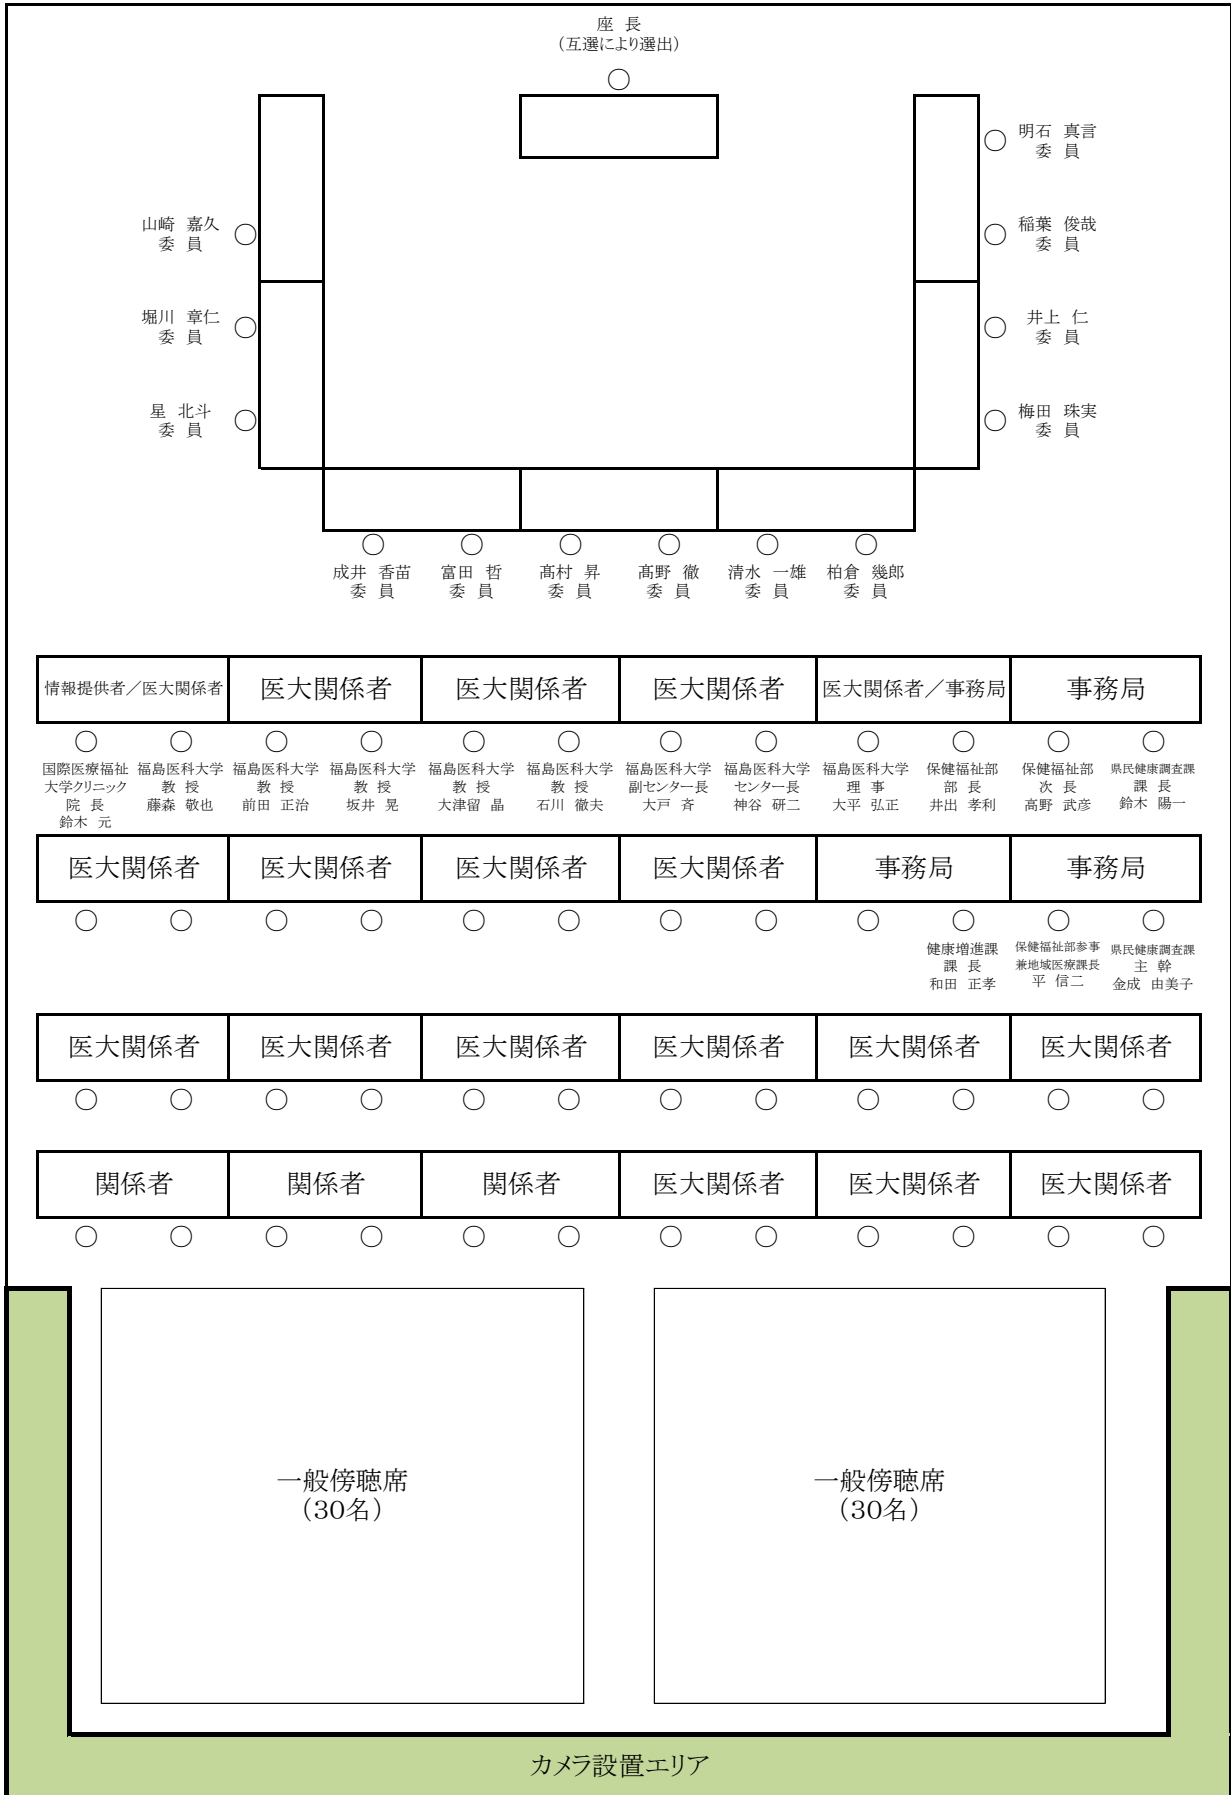 座 長
（互選により選出）
明石 真言
委 員
山崎 嘉久
委 員
稲葉 俊哉
委 員
堀川 章仁
委 員
井上 仁
委 員
星 北斗
委 員
梅田 珠実
委 員
成井 香苗
委 員
富田 哲
委 員
髙村 昇
委 員
髙野 徹
委 員
清水 一雄
委 員
柏倉 幾郎
委 員
情報提供者／医大関係者
医大関係者
医大関係者
医大関係者
医大関係者／事務局
事務局
国際医療福祉
大学クリニック
院 長
鈴木 元
福島医科大学
教 授
藤森 敬也
福島医科大学
教 授
前田 正治
福島医科大学
教 授
坂井 晃
福島医科大学
教 授
大津留 晶
福島医科大学
教 授
石川 徹夫
福島医科大学
副センター長
大戸 斉
福島医科大学
センター長
神谷 研二
福島医科大学
理 事
大平 弘正
保健福祉部
部 長
井出 孝利
保健福祉部
次 長
高野 武彦
県民健康調査課
課 長
鈴木 陽一
医大関係者
医大関係者
医大関係者
医大関係者
事務局
事務局
健康増進課
課 長
和田 正孝
保健福祉部参事
兼地域医療課長
平 信二
県民健康調査課
主 幹
金成 由美子
医大関係者
医大関係者
医大関係者
医大関係者
医大関係者
医大関係者
関係者
関係者
関係者
医大関係者
医大関係者
医大関係者
一般傍聴席
（30名）
一般傍聴席
（30名）
カメラ設置エリア